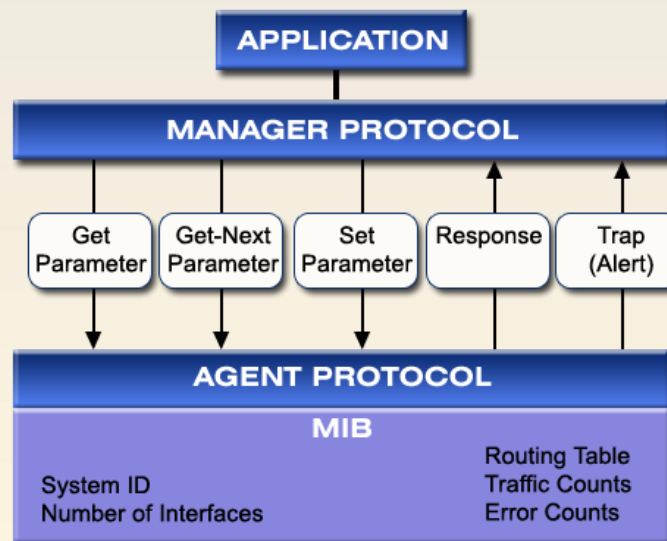 APPLICATION
MANAGER PROTOCOL
Get
Parameter
Get-Next
Parameter
Set
Parameter
Response
Trap
(Alert)
AGENT PROTOCOL
MIB
System ID
Number of Interfaces
Routing Table
Traffic Counts
Error Counts